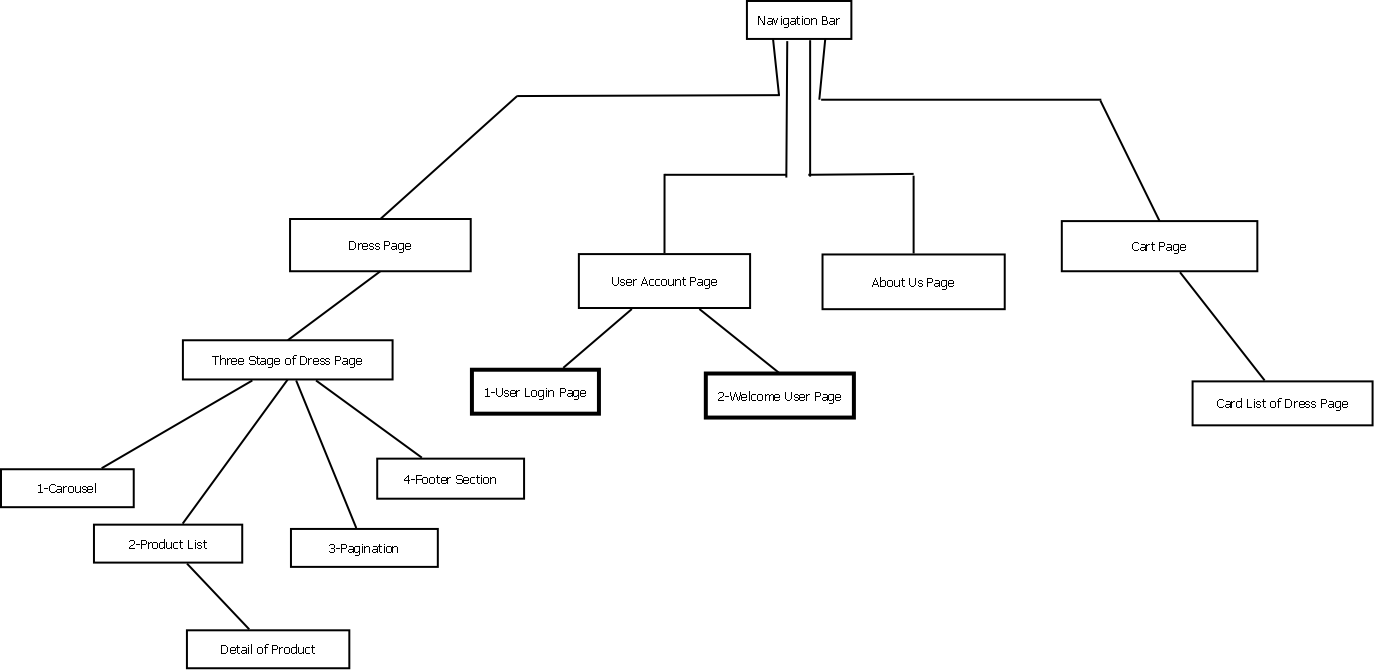 Navigation Bar
Dress Page
User Account Page
About Us Page
Cart Page
Three Stage of Dress Page
1-User Login Page
2-Welcome User Page
Card List of Dress Page
1-Carousel
4-Footer Section
2-Product List
3-Pagination
Detail of Product